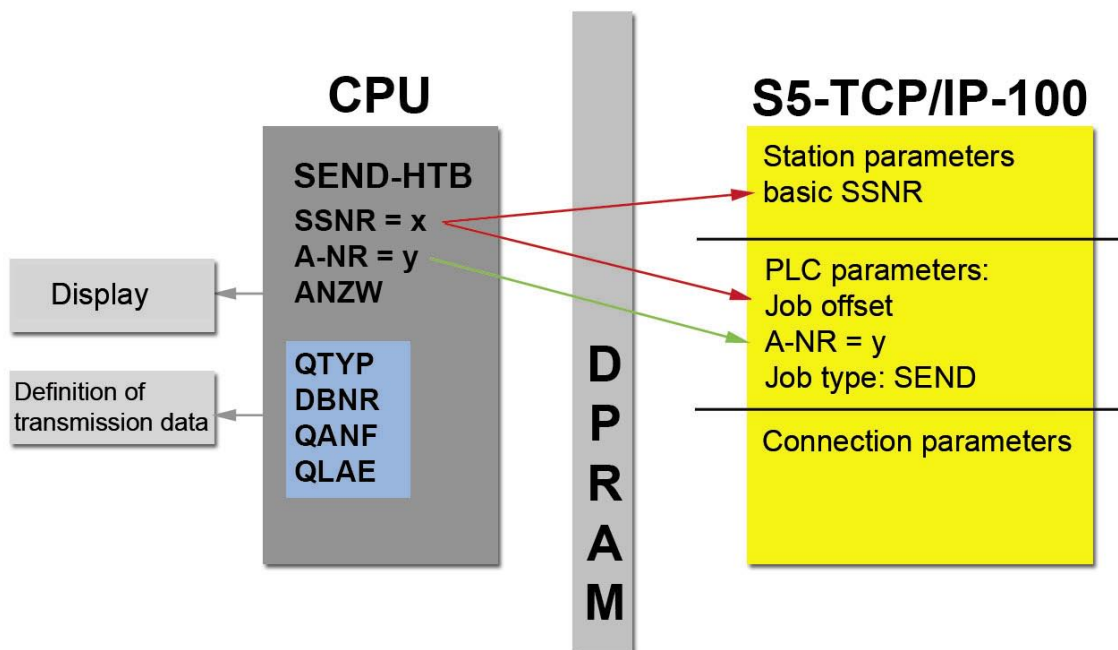 CPU
SEND-HTB
SSNR = x
A-NR = y
ANZW
QTYP
DBNR
QANF
QLAE
Display
Definition of
transmission data
D
P
R
A
M
S5-TCP/IP-100
Station parameters
basic SSNR
PLC parameters:
Job offset
A-NR = y
Job type: SEND
Connection parameters